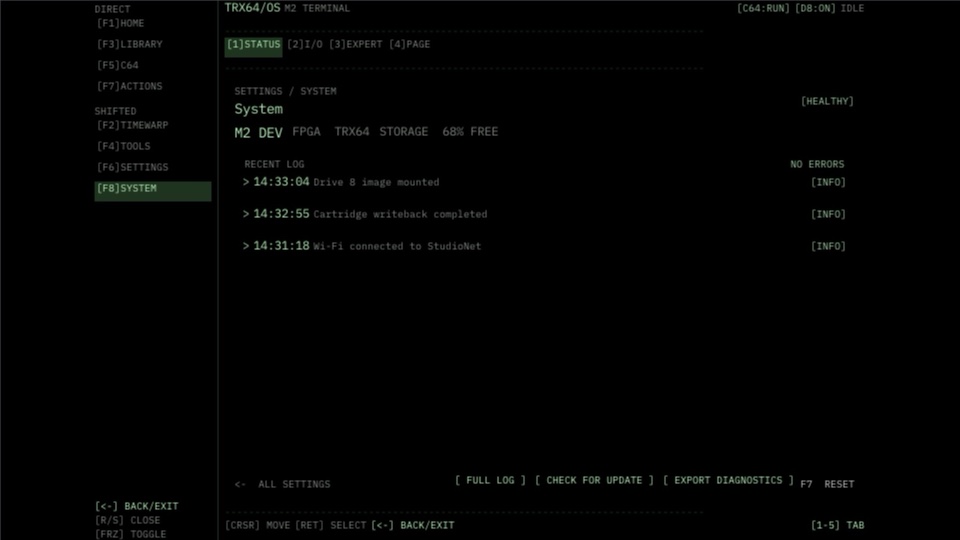 DIRECT
[F1]HOME
[F3]LIBRARY
[F5]C64
[F7]ACTIONS
SHIFTED
[F2]TIMEWARP
[F4]TOOLS
[F6]SETTINGS
[F8]SYSTEM
[<-] BACK/EXIT
[R/S] CLOSE
[FRZ] TOGGLE
TRX64/OS M2 TERMINAL [C64:RUN] [D8:ON] IDLE
[1]STATUS [2]I/O [3]EXPERT [4]PAGE
SETTINGS / SYSTEM
System [HEALTHY]
M2 DEV FPGA TRX64 STORAGE 68% FREE
RECENT LOG NO ERRORS
> 14:33:04 Drive 8 image mounted [INFO]
> 14:32:55 Cartridge writeback completed [INFO]
> 14:31:18 Wi-Fi connected to StudioNet [INFO]
<- ALL SETTINGS [ FULL LOG ] [ CHECK FOR UPDATE ] [ EXPORT DIAGNOSTICS ] F7 RESET
[CRSR] MOVE [RET] SELECT [<-] BACK/EXIT [1-5] TAB